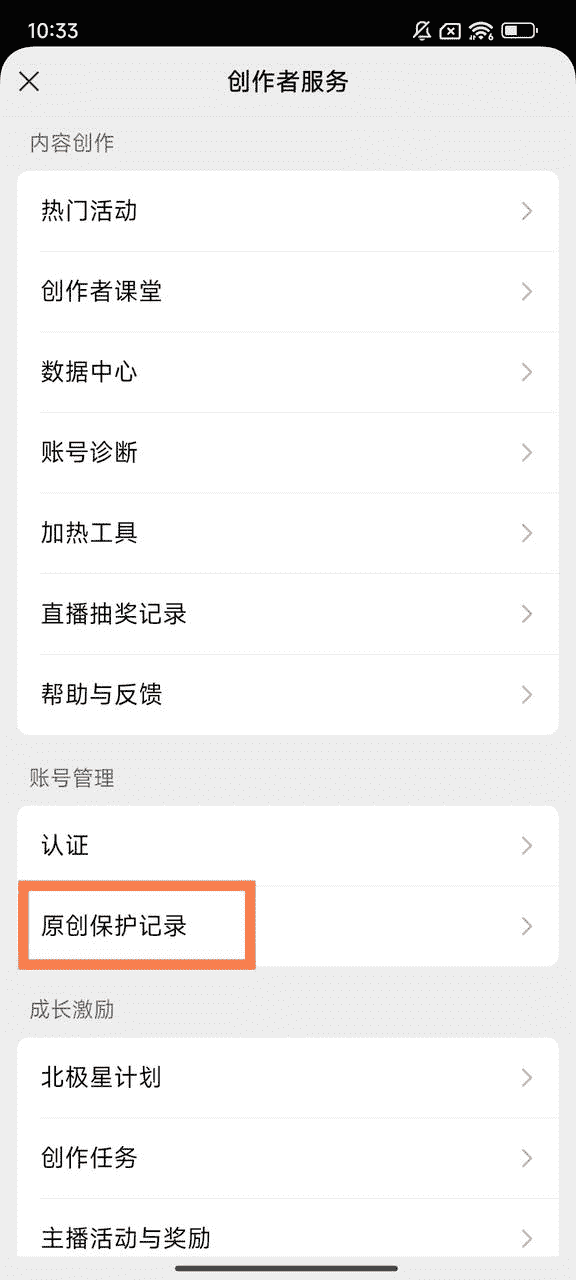 10:33
创作者服务
内容创作
热门活动
创作者课堂
数据中心
账号诊断
加热工具
直播抽奖记录
帮助与反馈
账号管理
认证
原创保护记录
成长激励
北极星计划
创作任务
主播活动与奖励